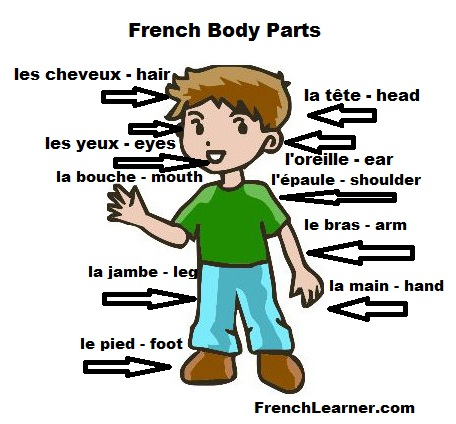 French Body Parts
les cheveux - hair
la tête - head
les yeux - eyes
l'oreille - ear
la bouche - mouth
l'épaule - shoulder
le bras - arm
la jambe - leg
la main - hand
le pied - foot
FrenchLearner.com